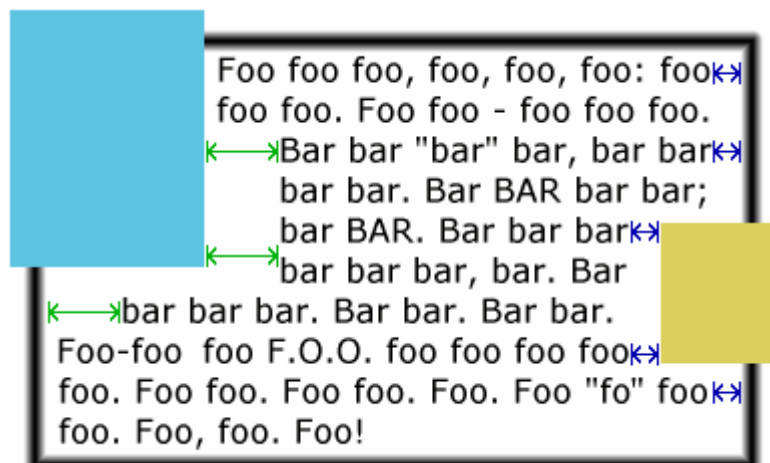 Foo foo foo, foo, foo, foo: foo
foo foo. Foo foo - foo foo foo.
Bar bar "bar" bar, bar bar
bar bar. Bar BAR bar bar;
bar BAR. Bar bar bar
bar bar bar, bar. Bar
bar bar bar. Bar bar. Bar bar.
Foo-foo foo F.O.O. foo foo foo foo
foo. Foo foo. Foo foo. Foo. Foo "fo" foo
foo. Foo, foo. Foo!